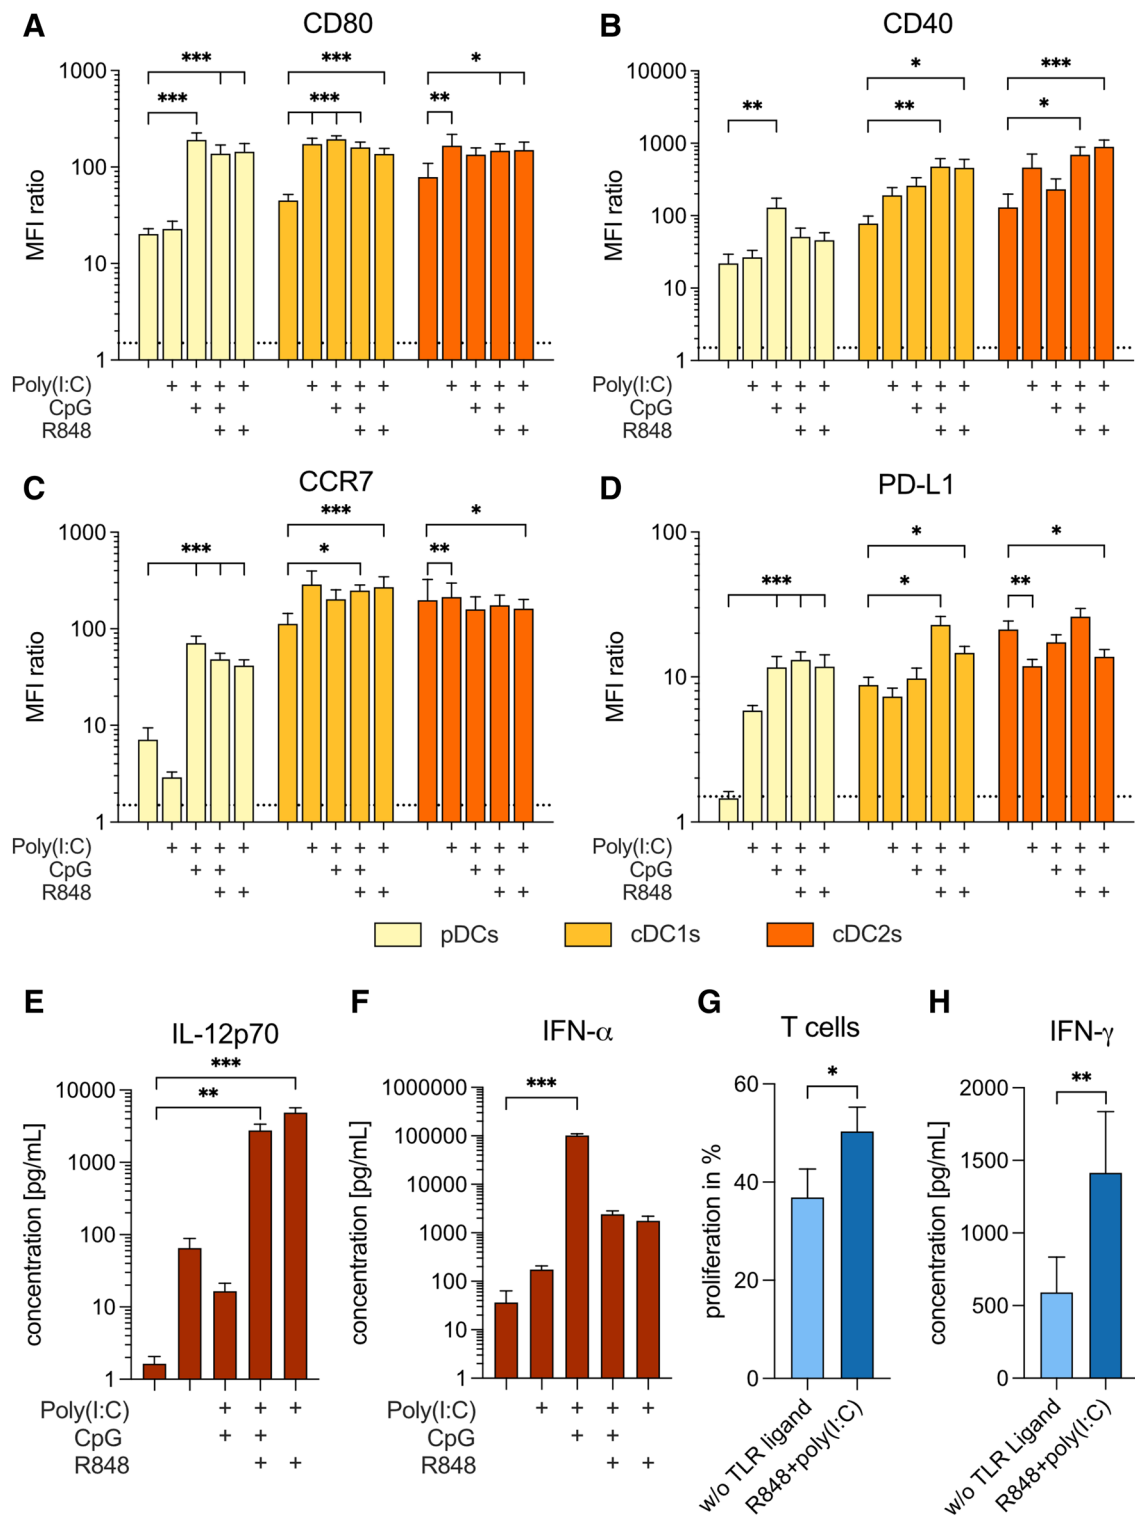 A CD80
*** *** *
*** *** **
MFI ratio
1000
100
10
1
Poly(I:C) + + + + + + + + + + + +
CpG + + + + + +
R848 + + + + + +
B CD40
* ***
** ** *
MFI ratio
10000
1000
100
10
1
Poly(I:C) + + + + + + + + + + + +
CpG + + + + + +
R848 + + + + + +
C CCR7
*** *
*** * **
MFI ratio
1000
100
10
1
Poly(I:C) + + + + + + + + + + + +
CpG + + + + + +
R848 + + + + + +
D PD-L1
* *
*** * **
MFI ratio
100
10
1
Poly(I:C) + + + + + + + + + + + +
CpG + + + + + +
R848 + + + + + +
pDCs cDC1s cDC2s
E
IL-12p70
***
**
concentration [pg/mL]
10000
1000
100
10
1
Poly(I:C) + + +
CpG + +
R848 + +
F
IFN-α
***
concentration [pg/mL]
1000000
100000
10000
1000
100
10
1
Poly(I:C) + + + +
CpG + +
R848 + +
G
T cells
*
proliferation in %
60
40
20
0
w/o TLR ligand
R848+poly(I:C)
H
IFN-γ
**
concentration [pg/mL]
2000
1500
1000
500
0
w/o TLR Ligand
R848+poly(I:C)